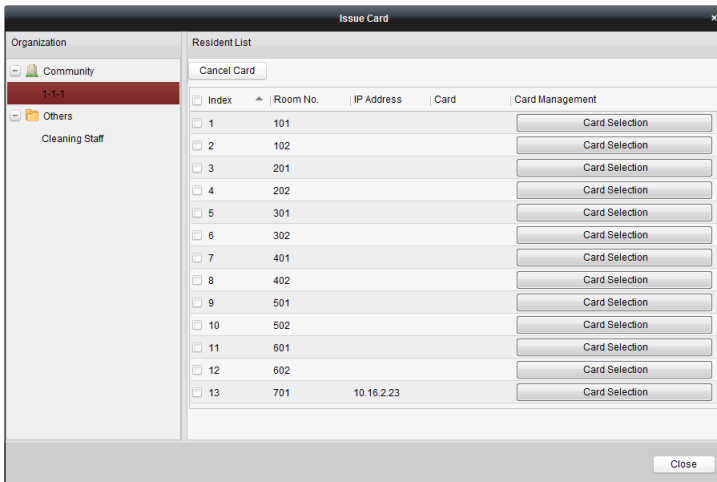 Issue Card ×
Organization Resident List
Community
1-1-1
Others
Cleaning Staff
Cancel Card
Index Room No. IP Address Card Card Management
1 101 Card Selection
2 102 Card Selection
3 201 Card Selection
4 202 Card Selection
5 301 Card Selection
6 302 Card Selection
7 401 Card Selection
8 402 Card Selection
9 501 Card Selection
10 502 Card Selection
11 601 Card Selection
12 602 Card Selection
13 701 10.16.2.23 Card Selection
Close